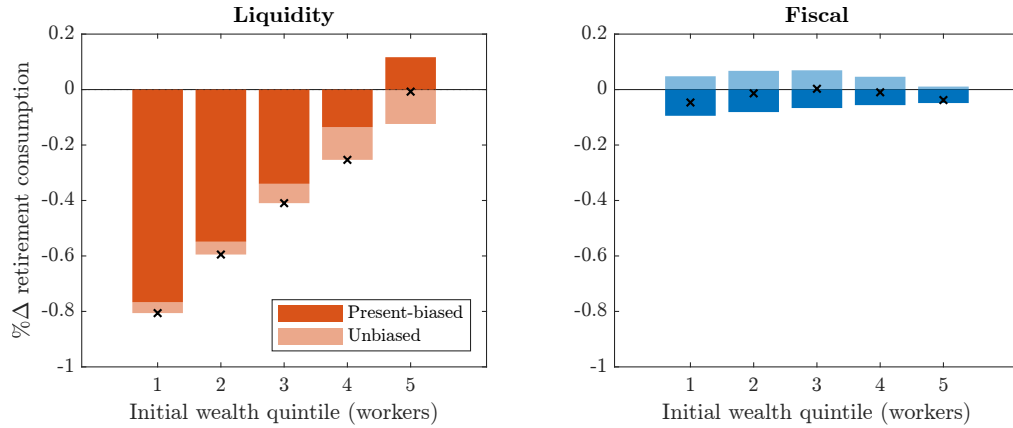 Liquidity
%Δ retirement consumption
0.2
0
-0.2
-0.4
-0.6
-0.8
-1
Present-biased
Unbiased
1 2 3 4 5
Initial wealth quintile (workers)
Fiscal
0.2
0
-0.2
-0.4
-0.6
-0.8
-1
1 2 3 4 5
Initial wealth quintile (workers)